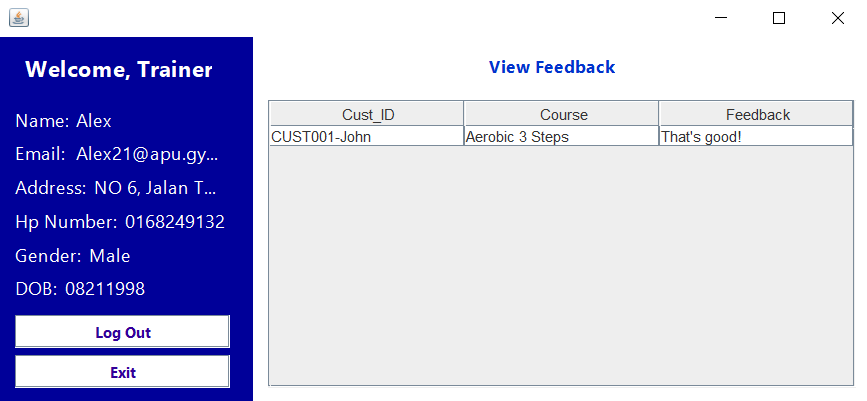 Welcome, Trainer
Name: Alex
Email: Alex21@apu.gy...
Address: NO 6, Jalan T...
Hp Number: 0168249132
Gender: Male
DOB: 08211998
Log Out
Exit
View Feedback
Cust_ID Course Feedback
CUST001-John Aerobic 3 Steps That's good!